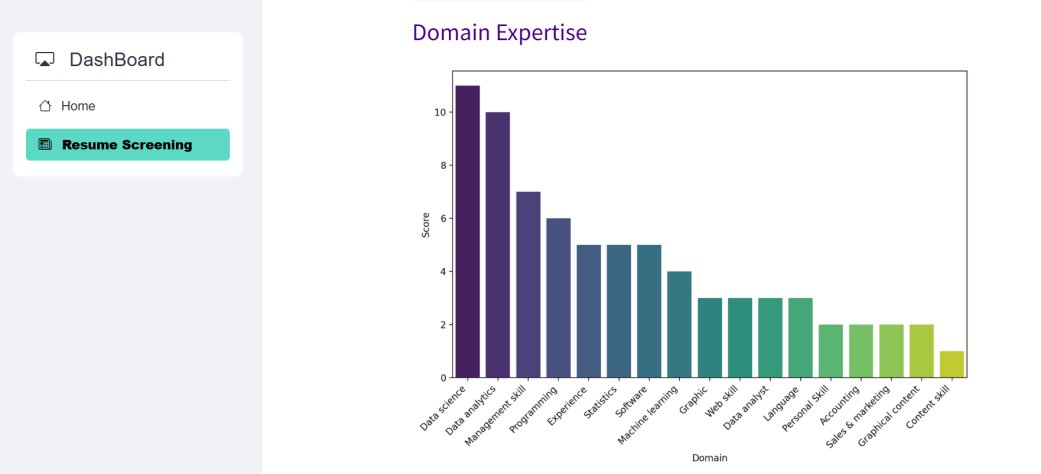 DashBoard
Home
Resume Screening
Domain Expertise
10
8
6
4
2
0
Score
Data science
Data analytics
Management skill
Programming
Experience
Statistics
Software
Machine learning
Graphic
Web skill
Data analyst
Language
Personal Skill
Accounting
Sales & marketing
Graphical content
Content skill
Domain